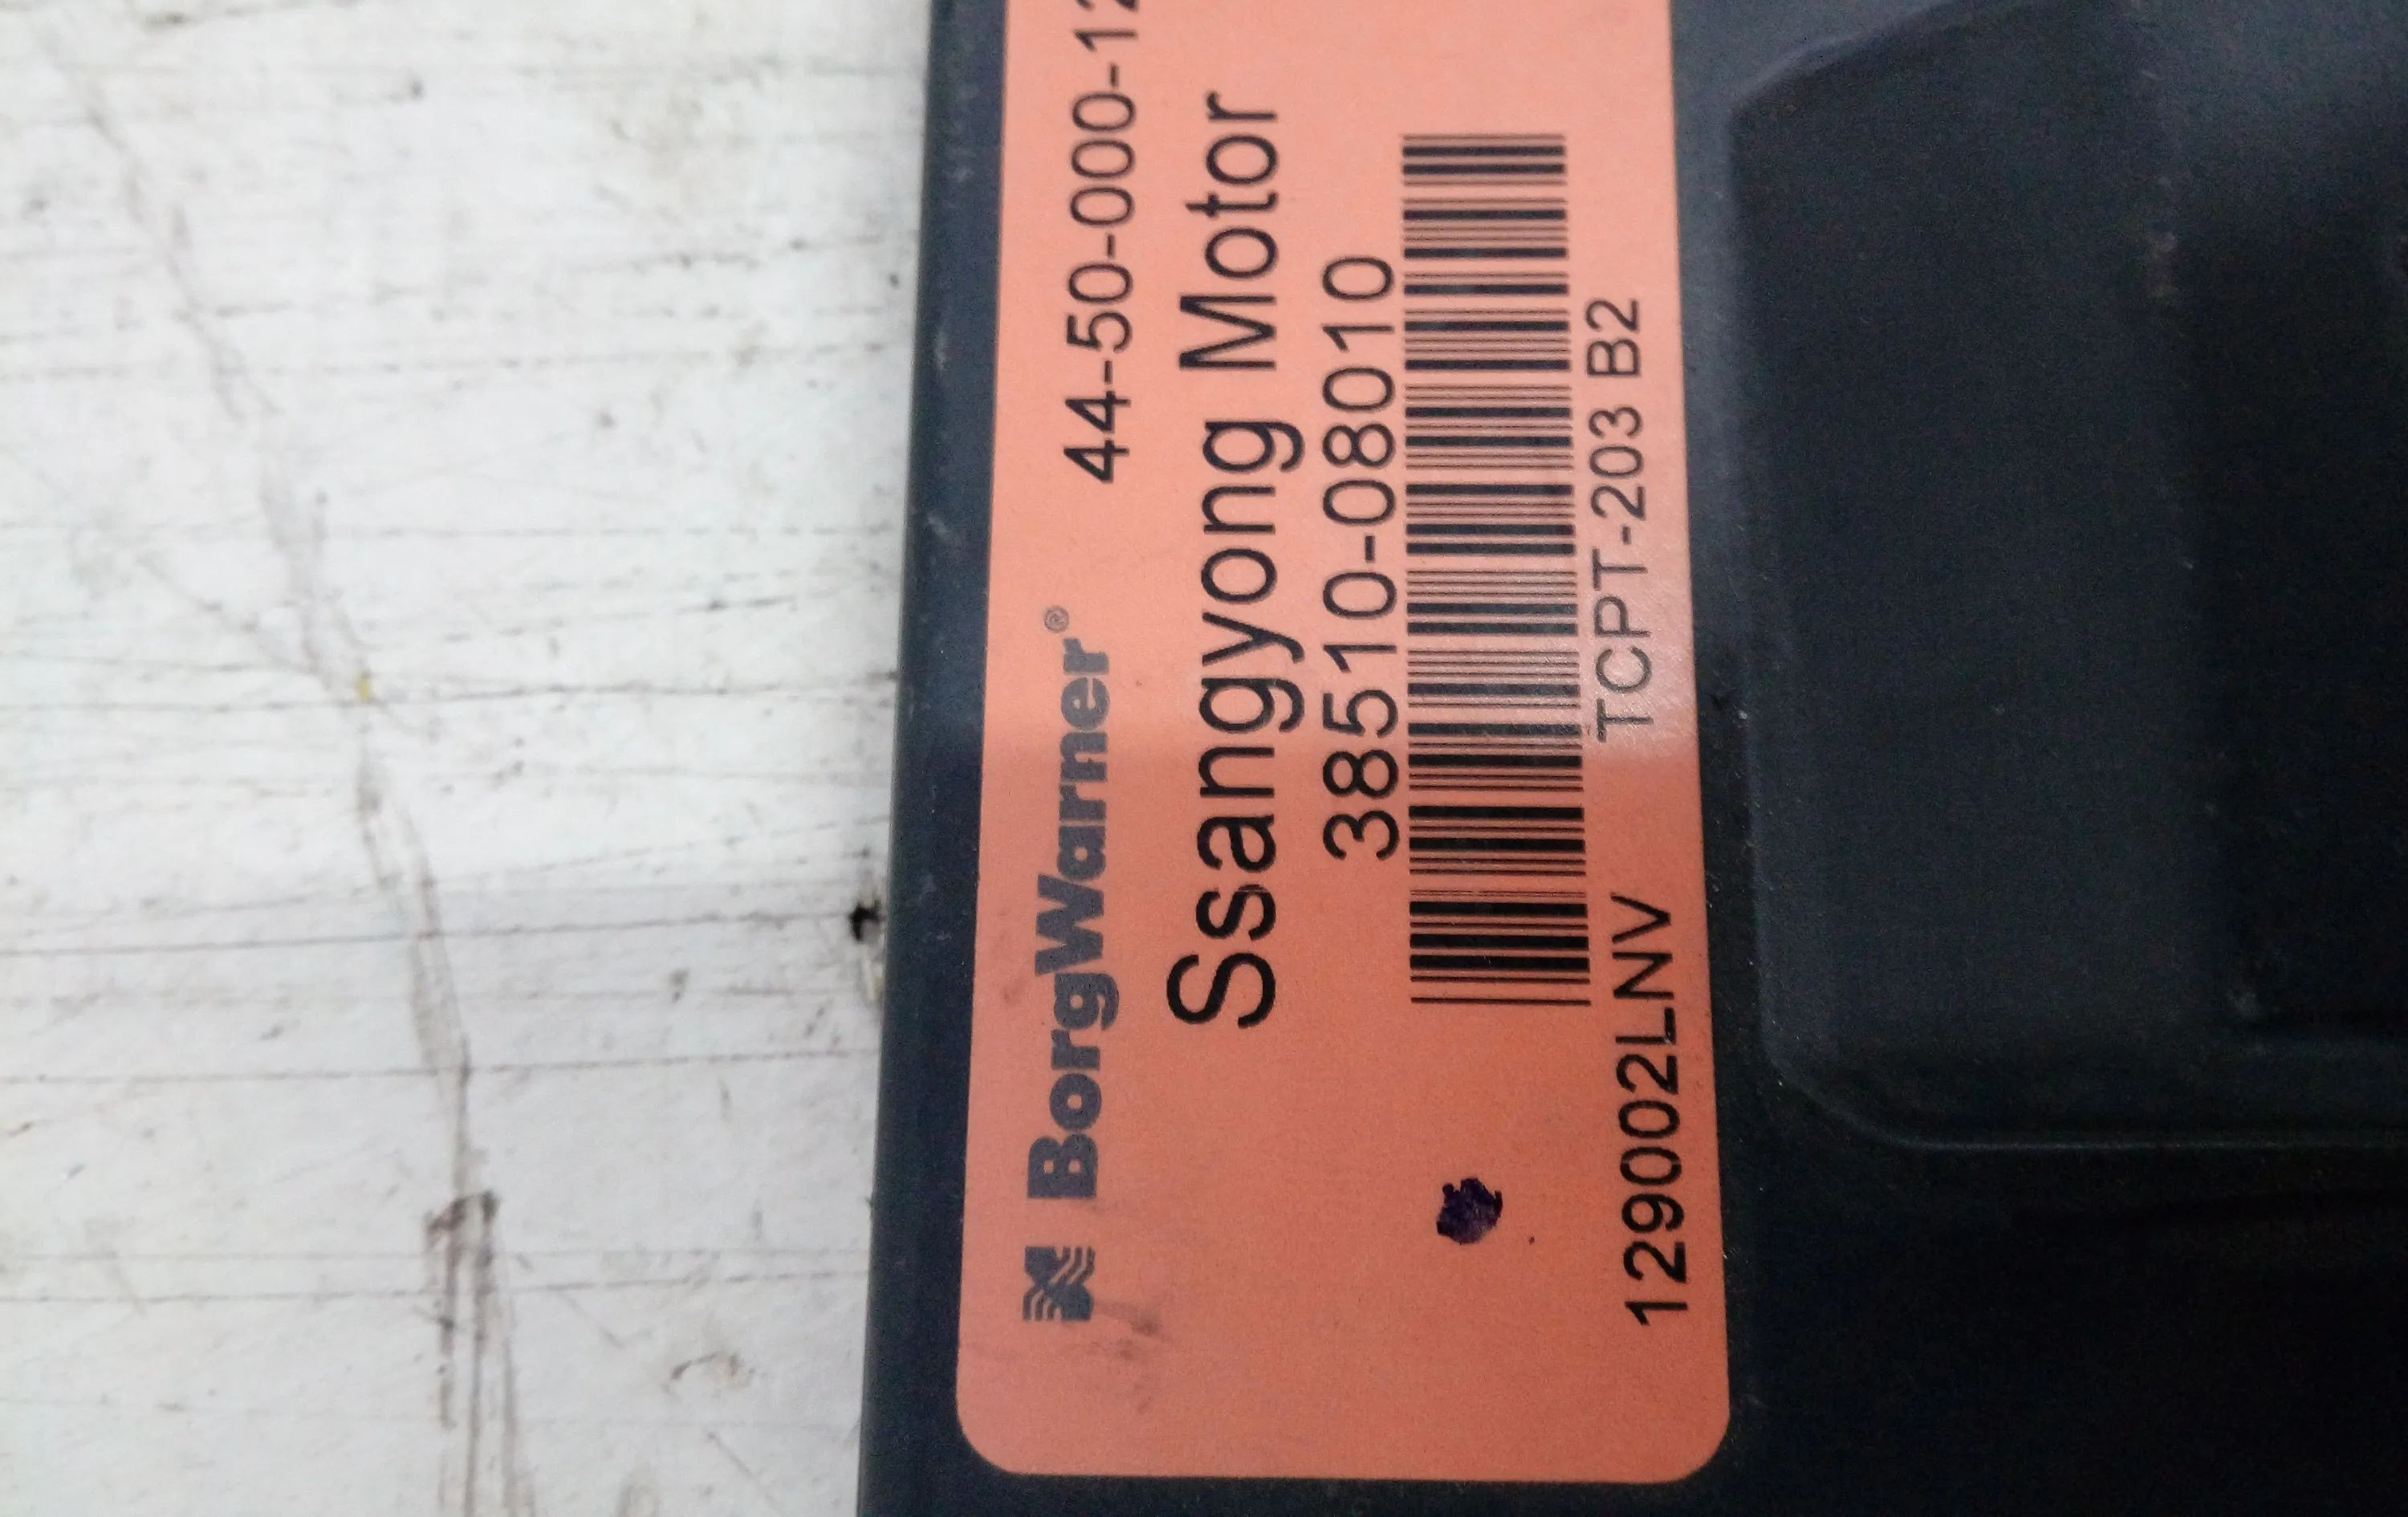 BorgWarner® 44-50-000-12
Ssangyong Motor
38510-08010
129002LNV TCPT-203 B2